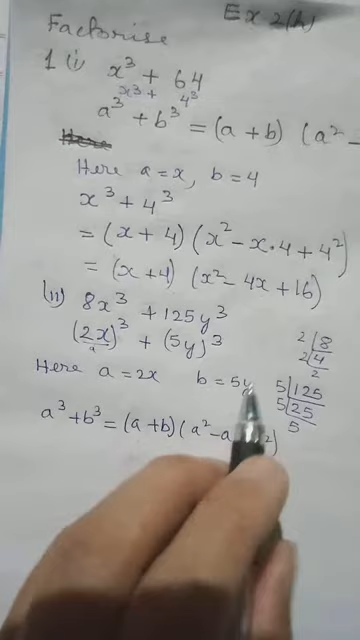 Ex 2(h)
Factorise
1 (i) x³ + 64
x³ + 4³
a³ + b³ = (a + b) (a² -
Here a = x, b = 4
x³ + 4³
= (x + 4) (x² - x·4 + 4²)
= (x + 4) (x² - 4x + 16)
(ii) 8x³ + 125y³
(2x)³ + (5y)³
2 | 8
2 | 4
2
Here a = 2x b = 5y
5 | 125
5 | 25
5
a³ + b³ = (a + b) (a² - a ²)